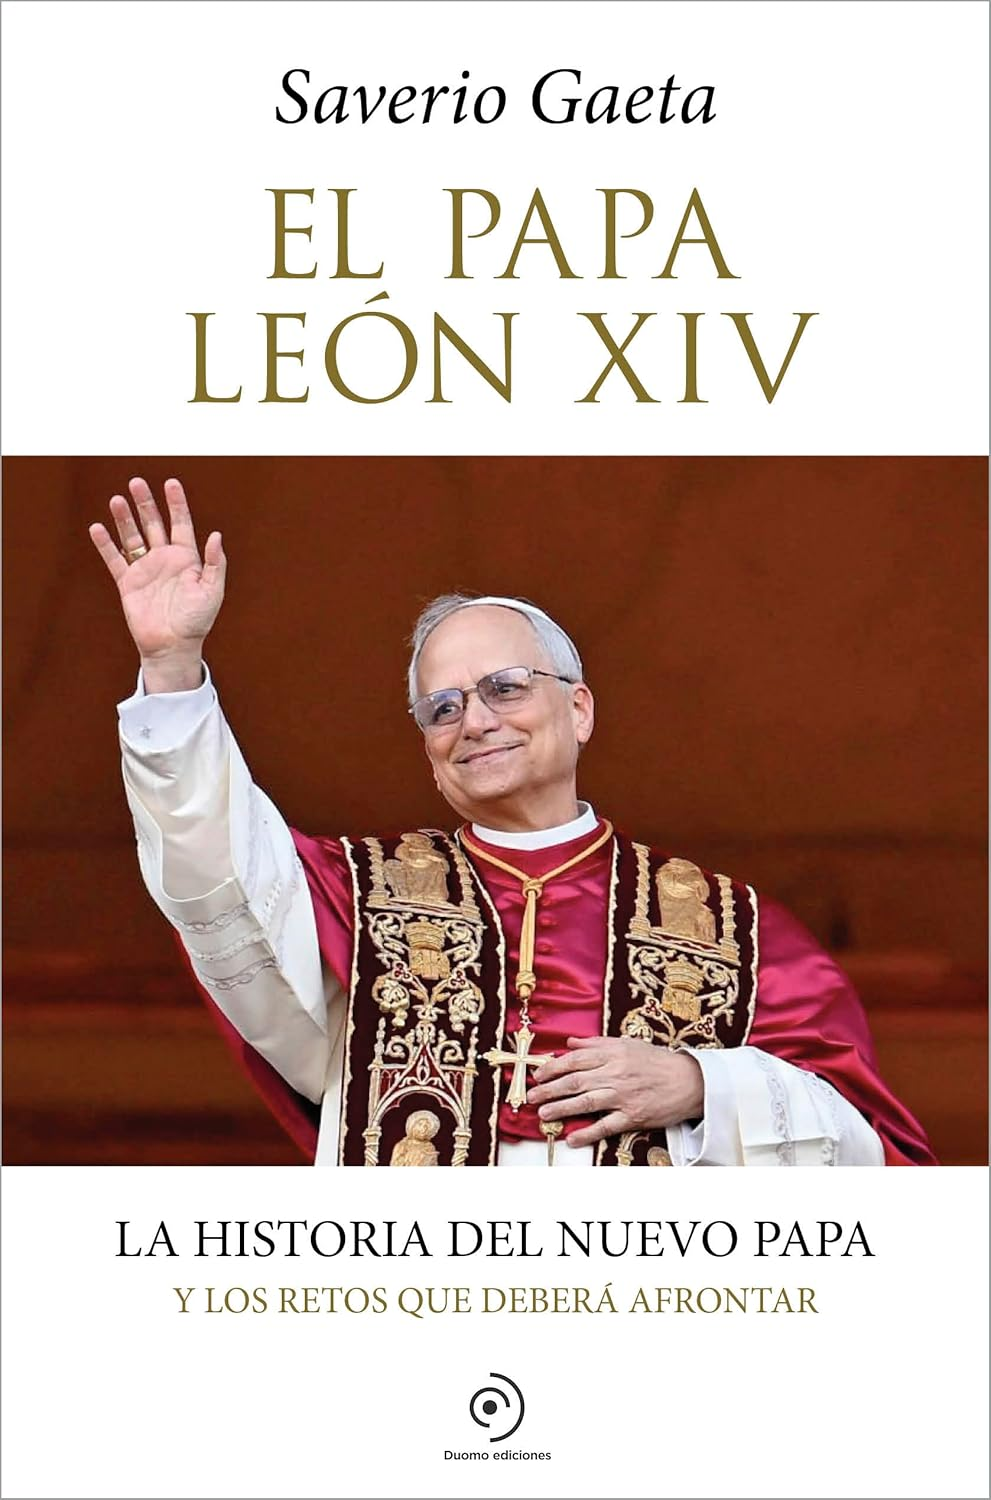 Saverio Gaeta
EL PAPA
LEÓN XIV
LA HISTORIA DEL NUEVO PAPA
Y LOS RETOS QUE DEBERÁ AFRONTAR
Duomo ediciones